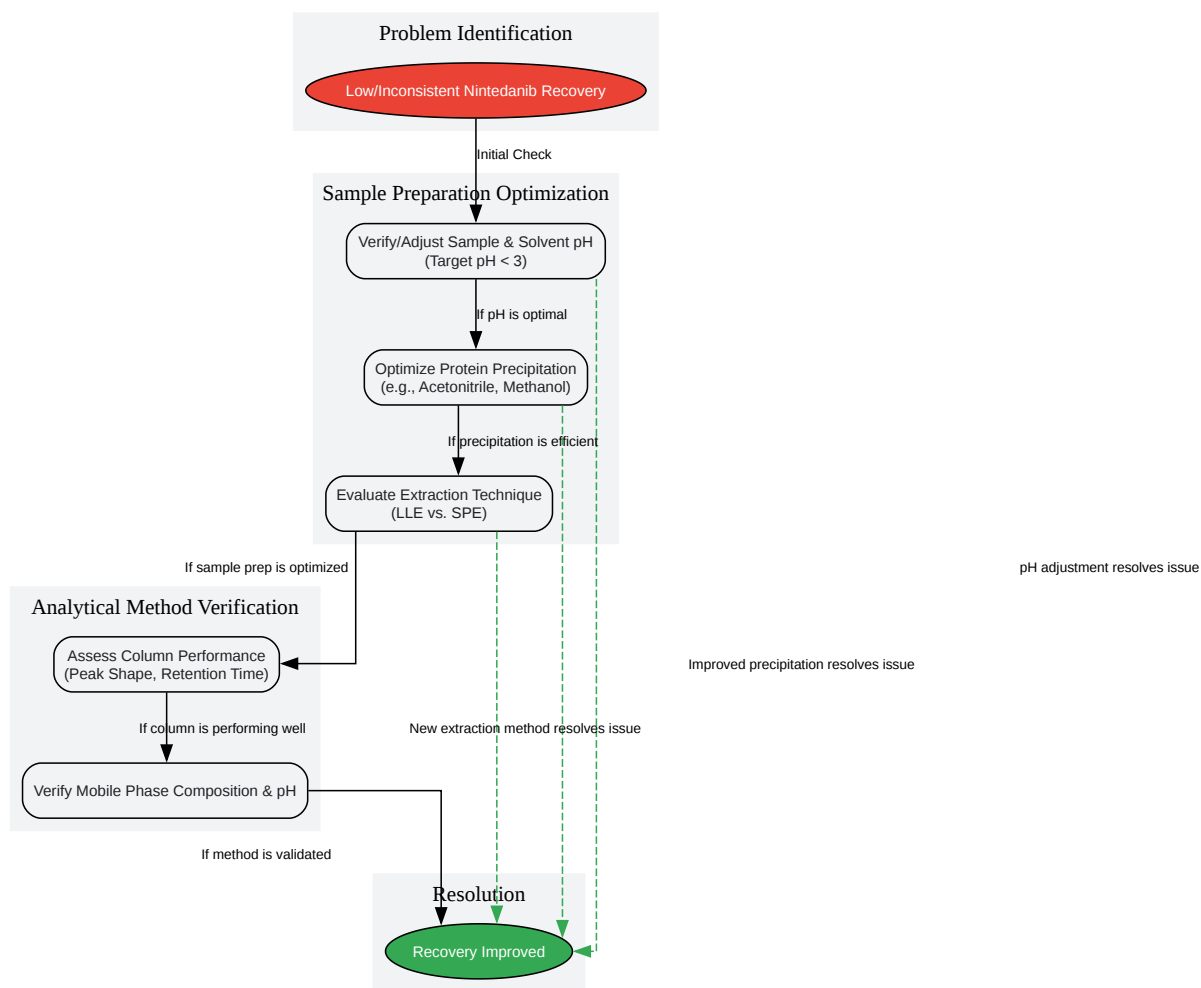 Problem Identification
Low/Inconsistent Nintedanib Recovery
Initial Check
Sample Preparation Optimization
Verify/Adjust Sample & Solvent pH
(Target pH < 3)
If pH is optimal
Optimize Protein Precipitation
(e.g., Acetonitrile, Methanol)
If precipitation is efficient
Evaluate Extraction Technique
(LLE vs. SPE)
If sample prep is optimized
pH adjustment resolves issue
Analytical Method Verification
Assess Column Performance
(Peak Shape, Retention Time)
Improved precipitation resolves issue
If column is performing well
New extraction method resolves issue
Verify Mobile Phase Composition & pH
If method is validated
Resolution
Recovery Improved